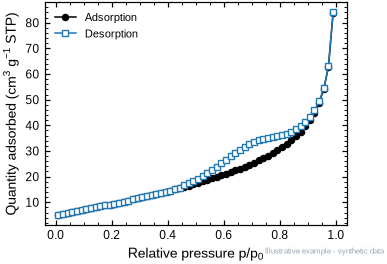 Adsorption
Desorption
Quantity adsorbed (cm³ g⁻¹ STP)
80
70
60
50
40
30
20
10
0.0 0.2 0.4 0.6 0.8 1.0
Relative pressure p/p₀
Illustrative example - synthetic data